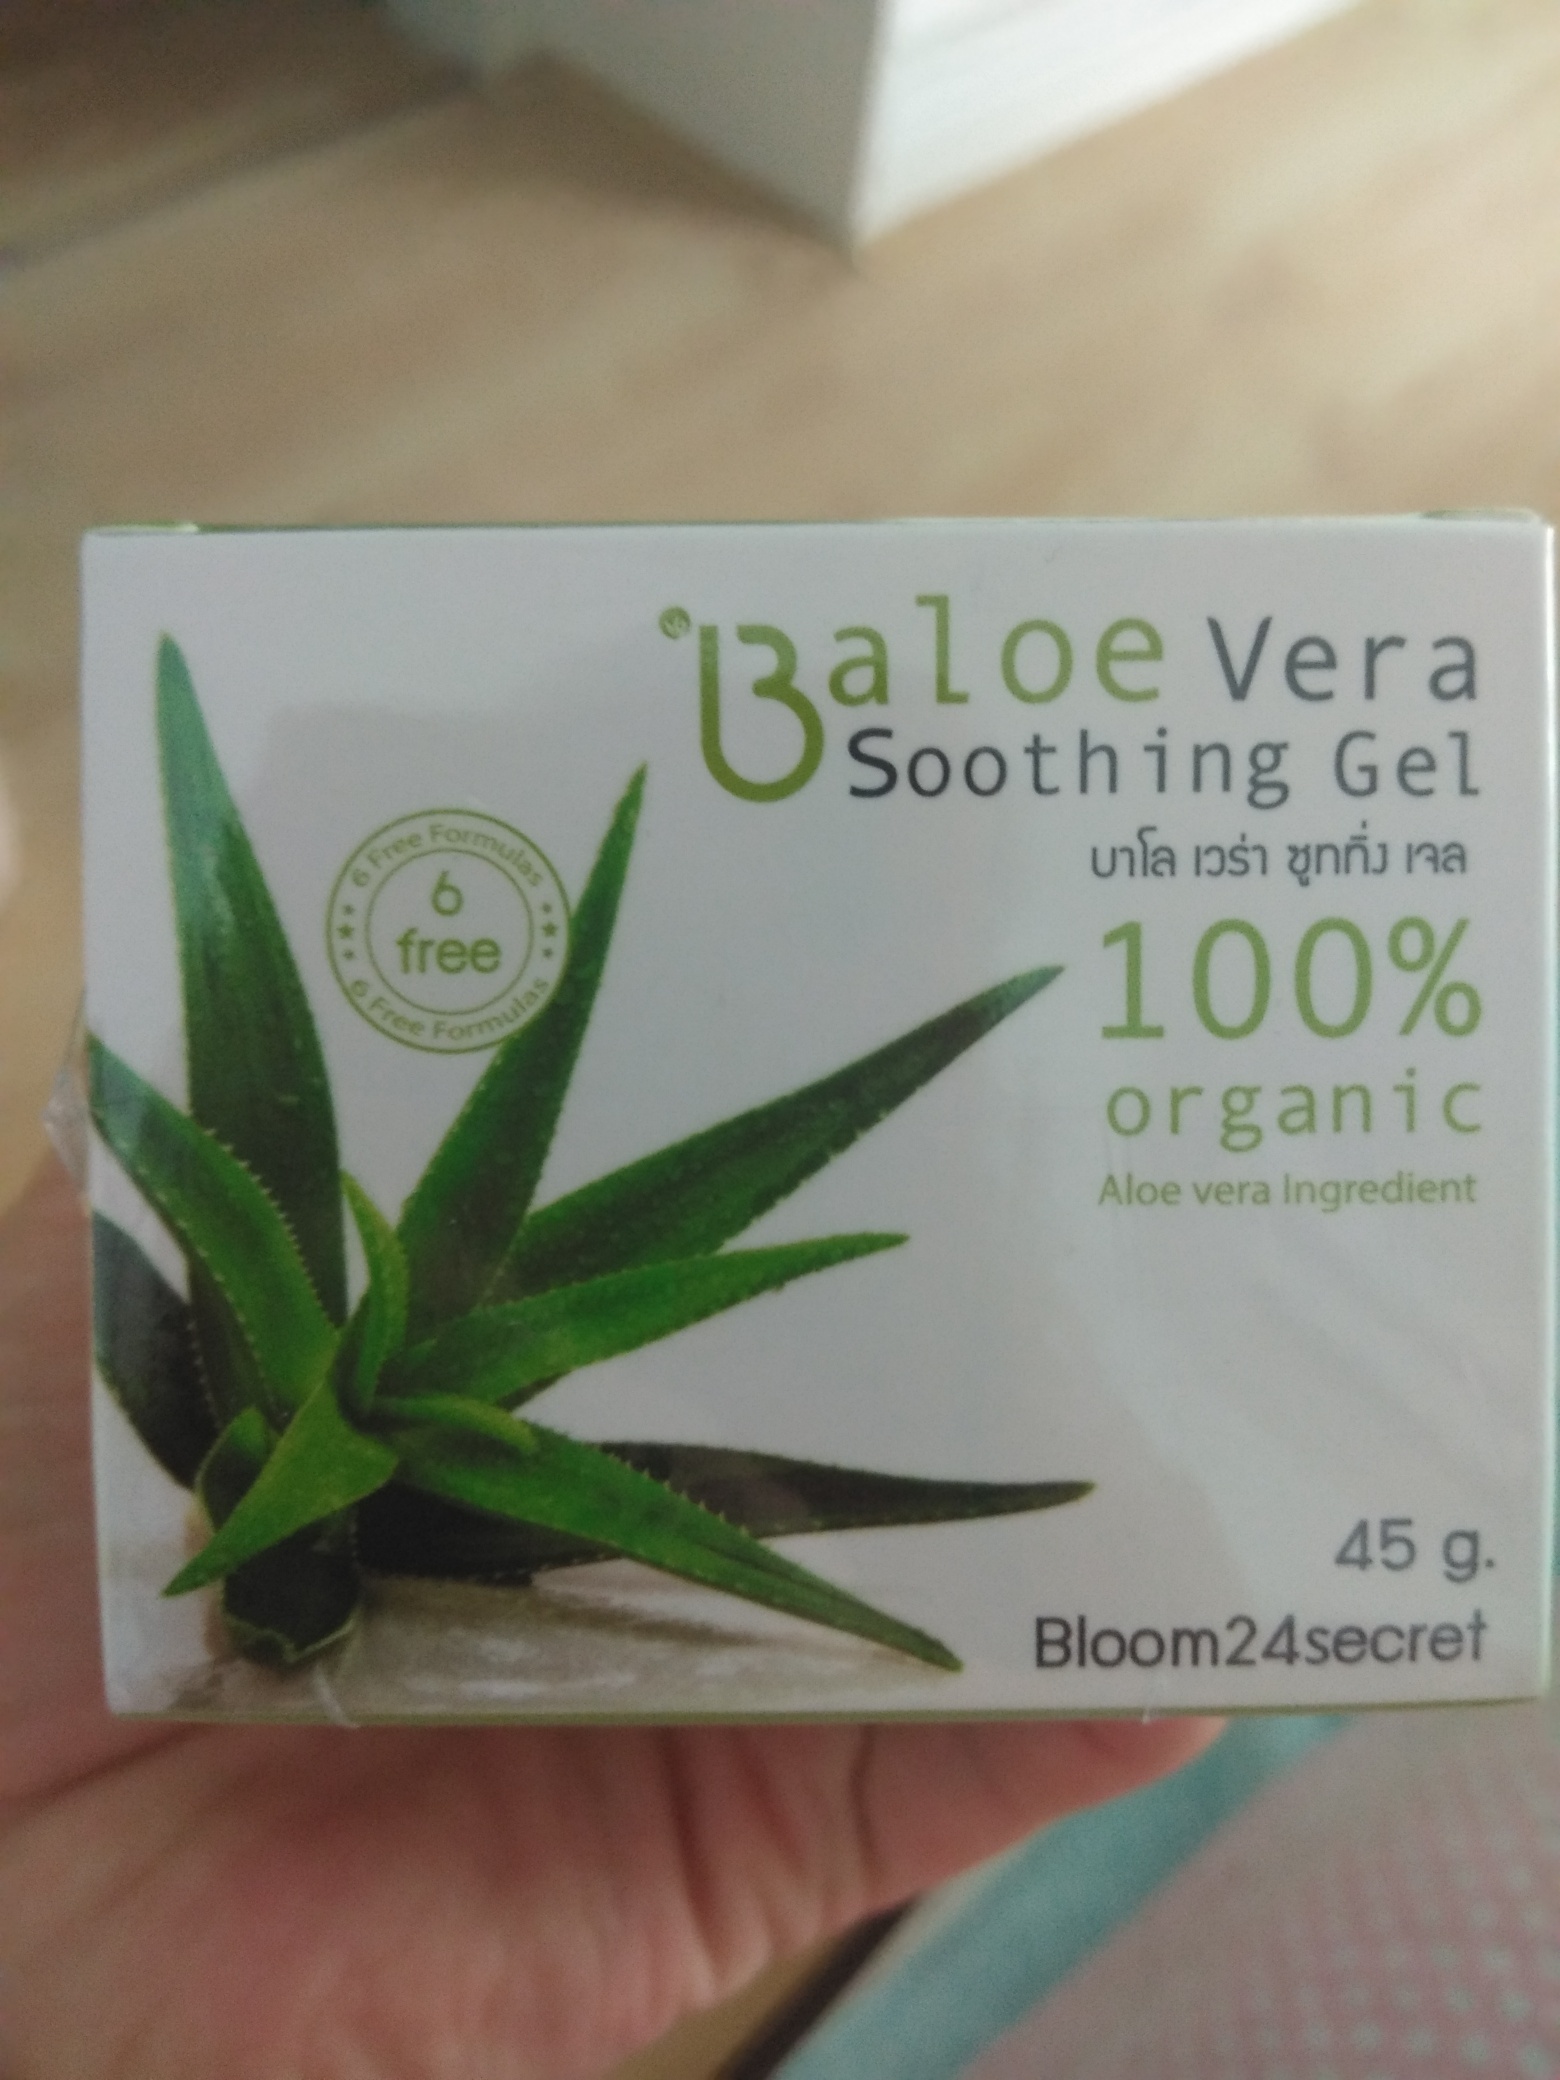 Baloe Vera
Soothing Gel
บาโล เวร่า ซูทกิ่ง เจล
6 Free Formulas
6
free
6 Free Formulas
100%
organic
Aloe vera Ingredient
45 g.
Bloom24secret